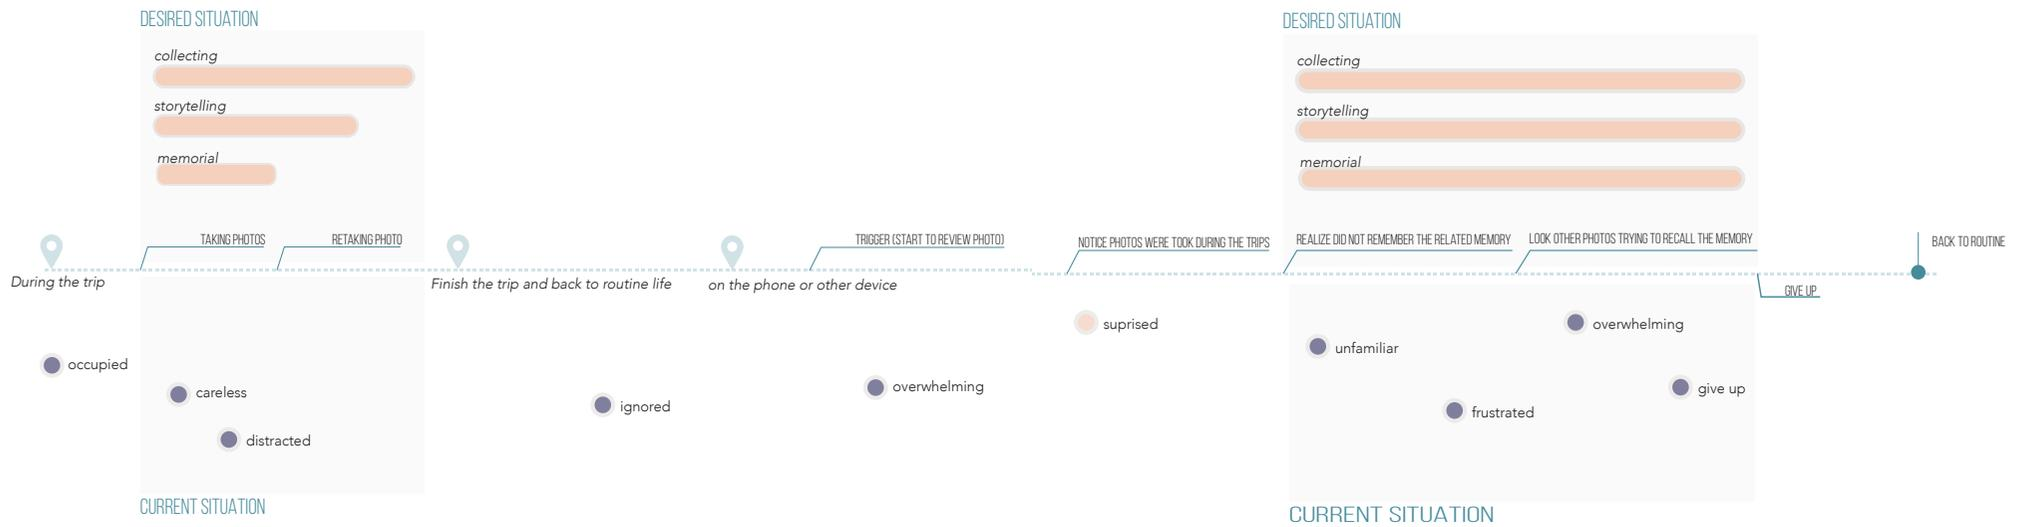 DESIRED SITUATION
collecting
storytelling
memorial
TAKING PHOTOS
RETAKING PHOTO
During the trip
occupied
careless
distracted
CURRENT SITUATION
Finish the trip and back to routine life
ignored
TRIGGER (START TO REVIEW PHOTO)
on the phone or other device
overwhelming
NOTICE PHOTOS WERE TOOK DURING THE TRIPS
suprised
DESIRED SITUATION
collecting
storytelling
memorial
REALIZE DID NOT REMEMBER THE RELATED MEMORY
LOOK OTHER PHOTOS TRYING TO RECALL THE MEMORY
GIVE UP
unfamiliar
overwhelming
frustrated
give up
CURRENT SITUATION
BACK TO ROUTINE